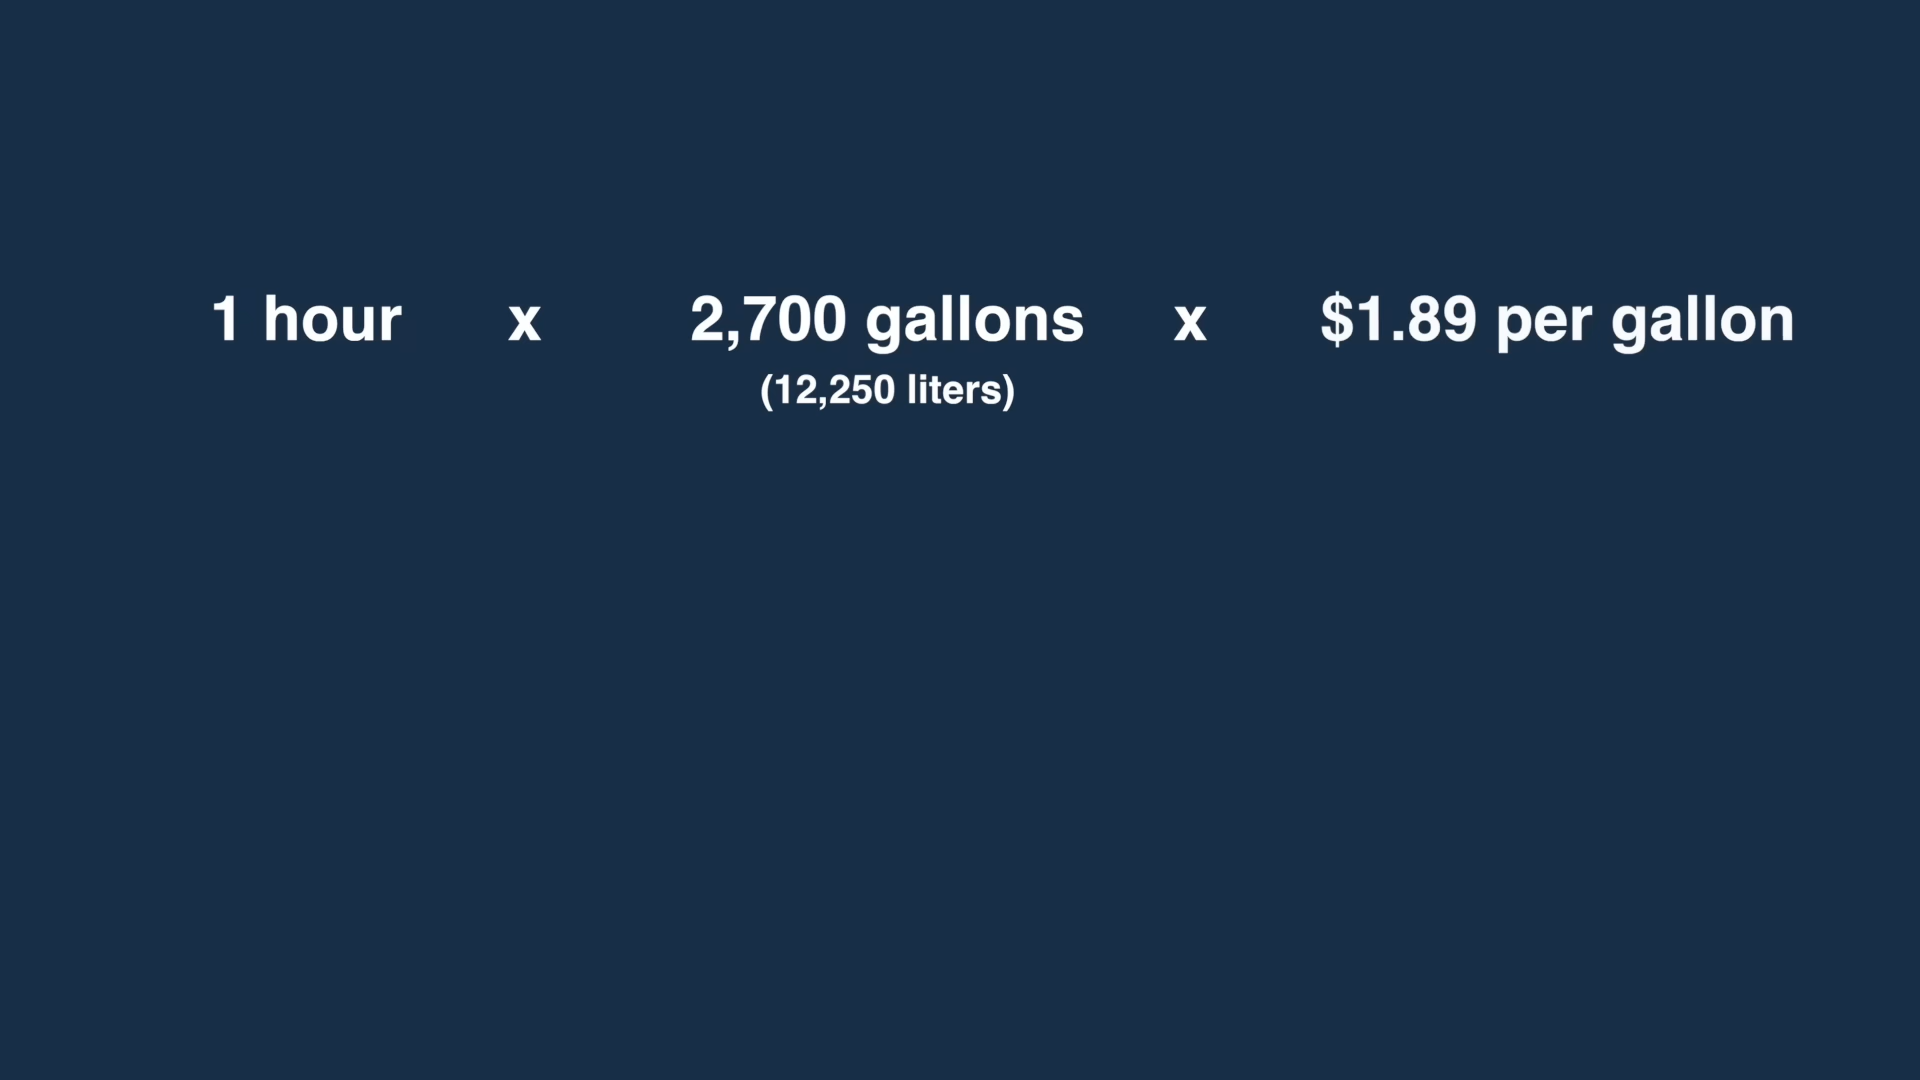 1 hour x 2,700 gallons x $1.89 per gallon
(12,250 liters)